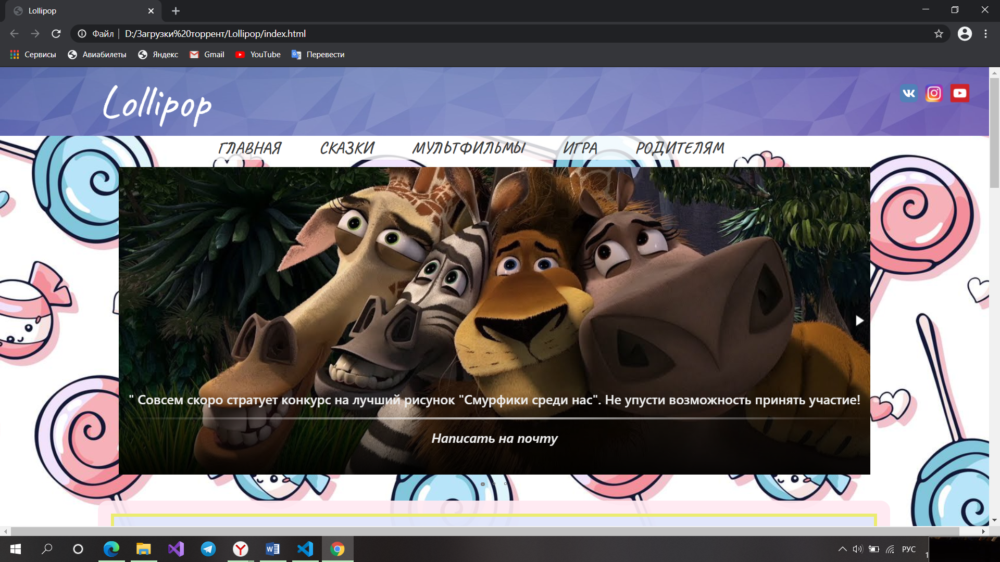 Lollipop
Файл | D:/Загрузки%20торрент/Lollipop/index.html
Сервисы Авиабилеты Яндекс Gmail YouTube Перевести
Lollipop
ГЛАВНАЯ СКАЗКИ МУЛЬТФИЛЬМЫ ИГРА РОДИТЕЛЯМ
" Совсем скоро стратует конкурс на лучший рисунок "Смурфики среди нас". Не упусти возможность принять участие!
Написать на почту
РУС